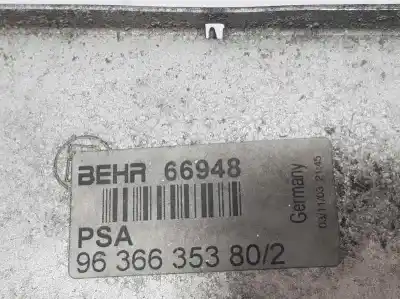 BEHR 66948
PSA
96 366 353 80/2
Germany
03/11/03 21:45